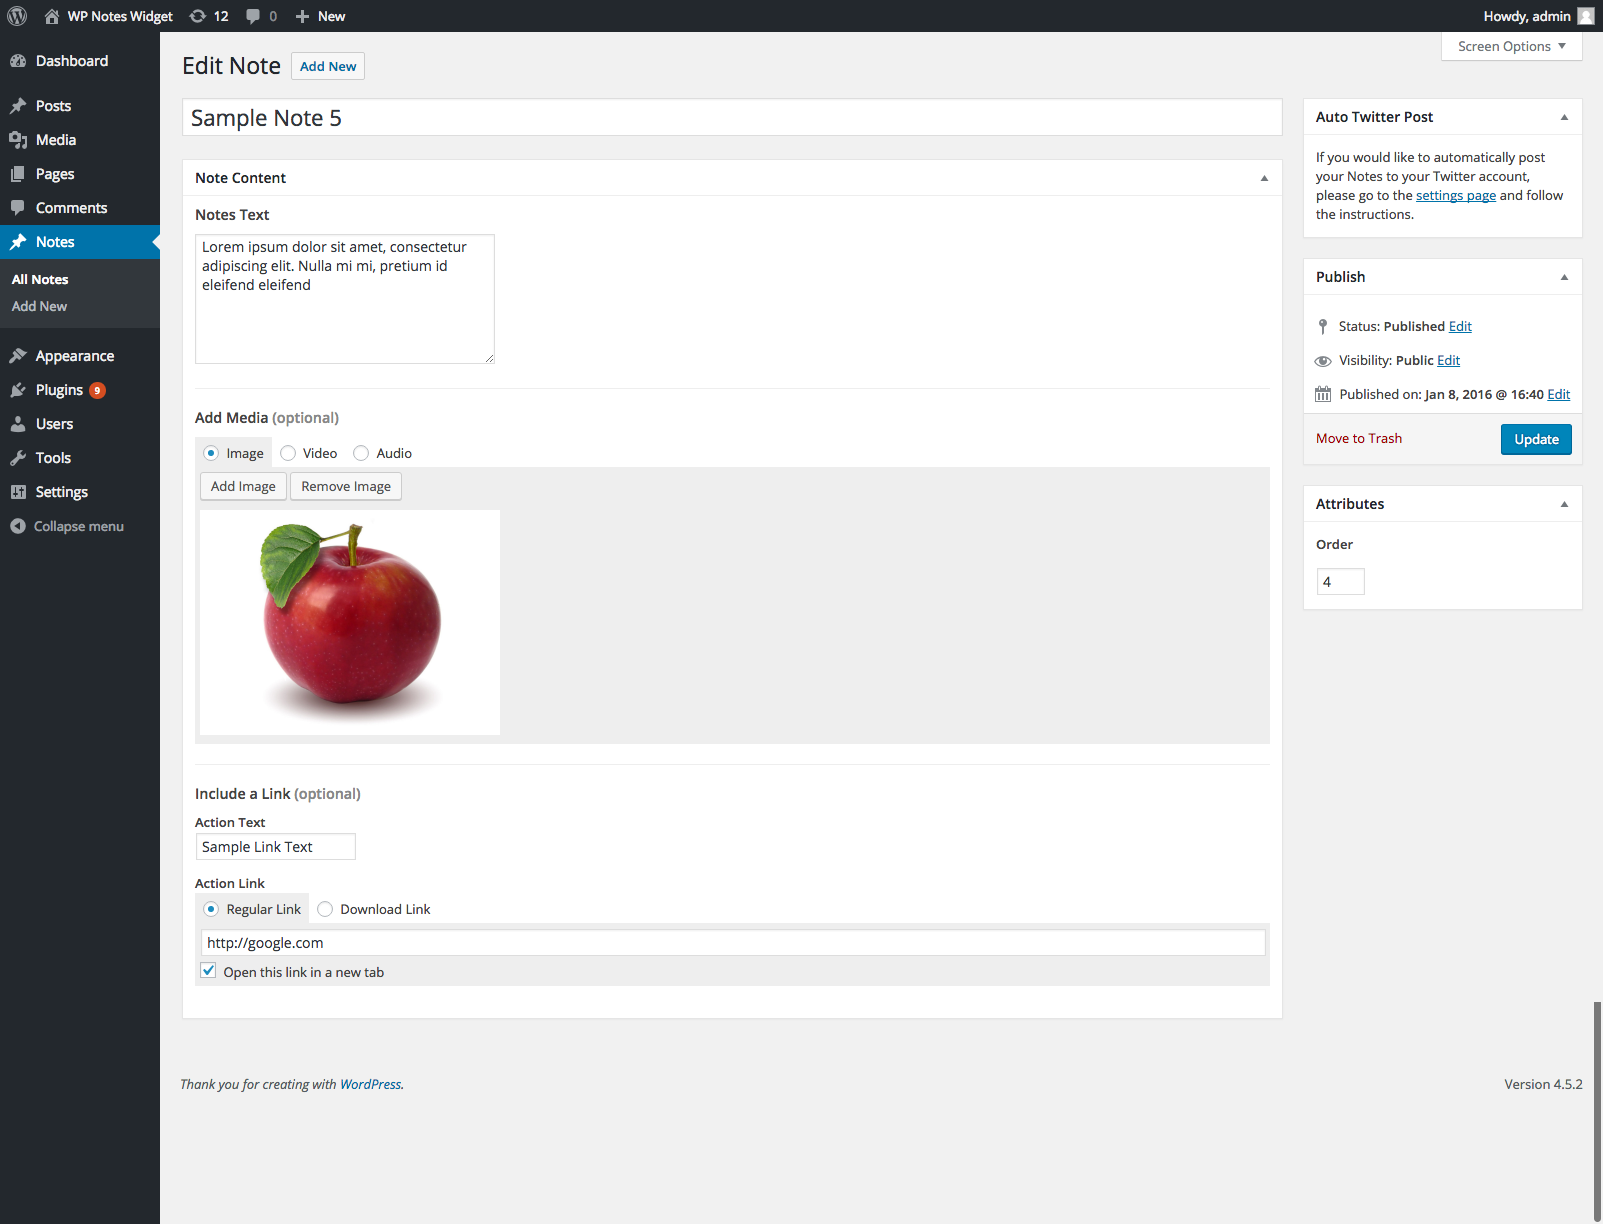 WP Notes Widget 12 0 New Howdy, admin
Dashboard
Posts
Media
Pages
Comments
Notes
All Notes
Add New
Appearance
Plugins 9
Users
Tools
Settings
Collapse menu
Screen Options
Edit Note Add New
Sample Note 5
Note Content
Notes Text
Lorem ipsum dolor sit amet, consectetur
adipiscing elit. Nulla mi mi, pretium id
eleifend eleifend
Add Media (optional)
Image Video Audio
Add Image Remove Image
Include a Link (optional)
Action Text
Sample Link Text
Action Link
Regular Link Download Link
http://google.com
Open this link in a new tab
Auto Twitter Post
If you would like to automatically post
your Notes to your Twitter account,
please go to the settings page and follow
the instructions.
Publish
Status: Published Edit
Visibility: Public Edit
Published on: Jan 8, 2016 @ 16:40 Edit
Move to Trash Update
Attributes
Order
4
Thank you for creating with WordPress.
Version 4.5.2